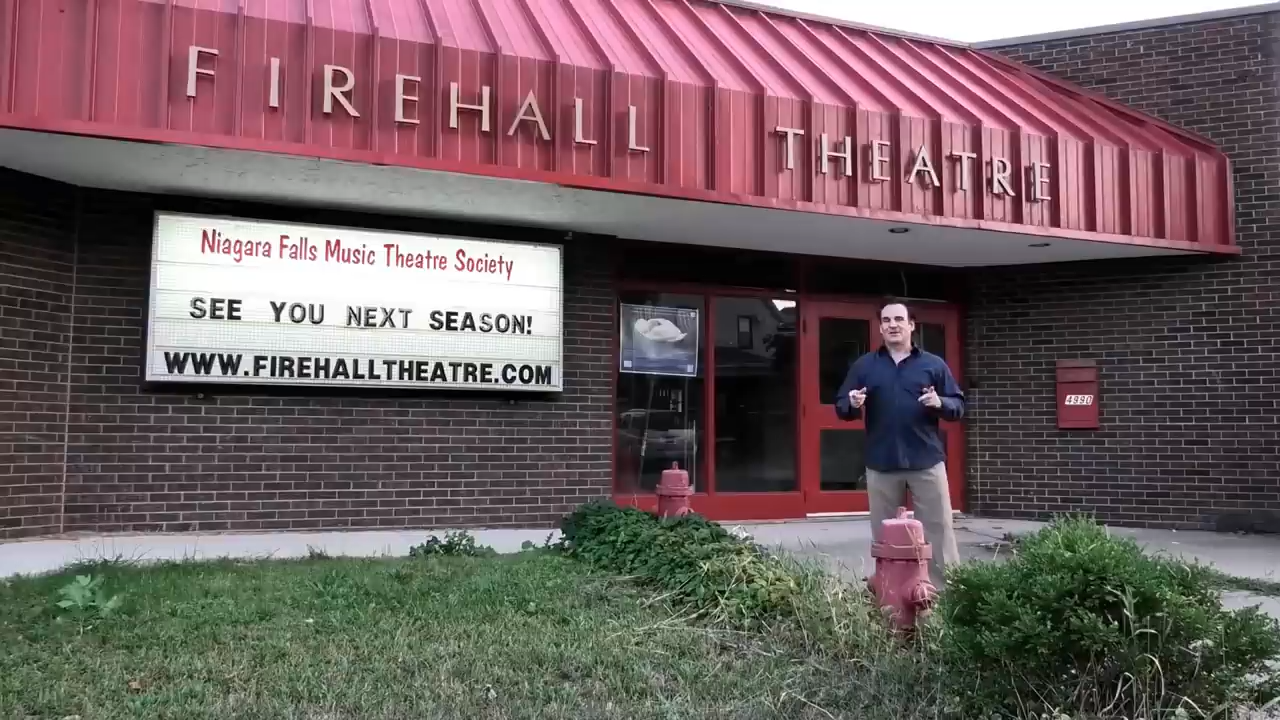 FIREHALL THEATRE
Niagara Falls Music Theatre Society
SEE YOU NEXT SEASON!
WWW.FIREHALLTHEATRE.COM
4990